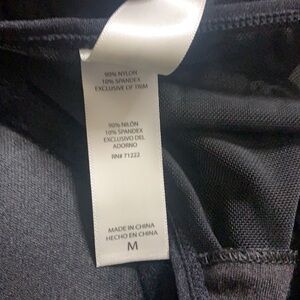 90% NYLON
10% SPANDEX
EXCLUSIVE OF TRIM
90% NILÓN
10% SPANDEX
EXCLUSIVO DEL
ADORNO
RN# 71222
MADE IN CHINA
HECHO EN CHINA
M